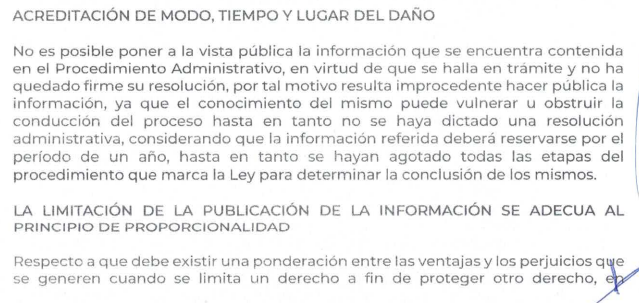 ACREDITACIÓN DE MODO, TIEMPO Y LUGAR DEL DAÑO
No es posible poner a la vista pública la información que se encuentra contenida
en el Procedimiento Administrativo, en virtud de que se halla en trámite y no ha
quedado firme su resolución, por tal motivo resulta improcedente hacer pública la
información, ya que el conocimiento del mismo puede vulnerar u obstruir la
conducción del proceso hasta en tanto no se haya dictado una resolución
administrativa, considerando que la información referida deberá reservarse por el
período de un año, hasta en tanto se hayan agotado todas las etapas del
procedimiento que marca la Ley para determinar la conclusión de los mismos.
LA LIMITACIÓN DE LA PUBLICACIÓN DE LA INFORMACIÓN SE ADECUA AL
PRINCIPIO DE PROPORCIONALIDAD
Respecto a que debe existir una ponderación entre las ventajas y los perjuicios que
se generen cuando se limita un derecho a fin de proteger otro derecho, en